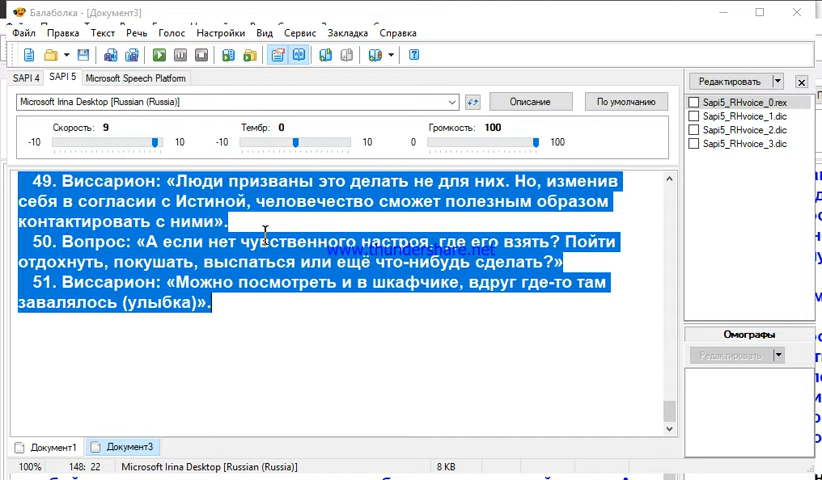 Балаболка - [Документ3]
Файл Правка Текст Речь Голос Настройки Вид Сервис Закладка Справка
SAPI 4 SAPI 5 Microsoft Speech Platform
Microsoft Irina Desktop [Russian (Russia)]
Описание
По умолчанию
Скорость: 9
Тембр: 0
Громкость: 100
-10 10 -10 10 0 100
49. Виссарион: «Люди призваны это делать не для них. Но, изменив
себя в согласии с Истиной, человечество сможет полезным образом
контактировать с ними».
50. Вопрос: «А если нет чувственного настроя, где его взять? Пойти
www.thundershare.net
отдохнуть, покушать, выспаться или ещё что-нибудь сделать?»
51. Виссарион: «Можно посмотреть и в шкафчике, вдруг где-то там
завалялось (улыбка)».
Редактировать
Sapi5_RHvoice_0.rex
Sapi5_RHvoice_1.dic
Sapi5_RHvoice_2.dic
Sapi5_RHvoice_3.dic
Омографы
Редактировать
Документ1 Документ3
100% 148: 22 Microsoft Irina Desktop [Russian (Russia)] 8 KB